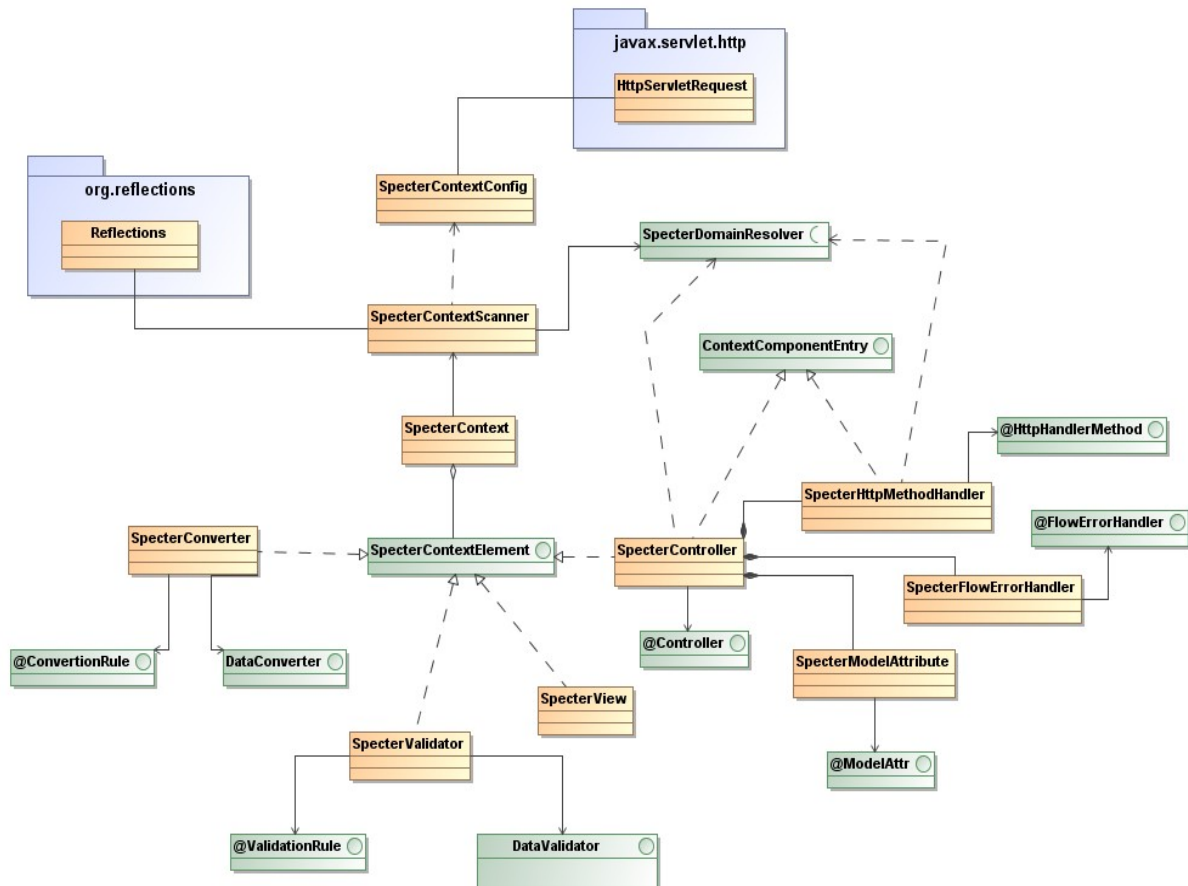 javax.servlet.http
HttpServletRequest
org.reflections
Reflections
SpecterContextConfig
SpecterDomainResolver
SpecterContextScanner
ContextComponentEntry
SpecterContext
@HttpHandlerMethod
SpecterHttpMethodHandler
@FlowErrorHandler
SpecterConverter
SpecterContextElement
SpecterController
SpecterFlowErrorHandler
@ConvertionRule
DataConverter
@Controller
SpecterModelAttribute
SpecterView
SpecterValidator
@ModelAttr
@ValidationRule
DataValidator